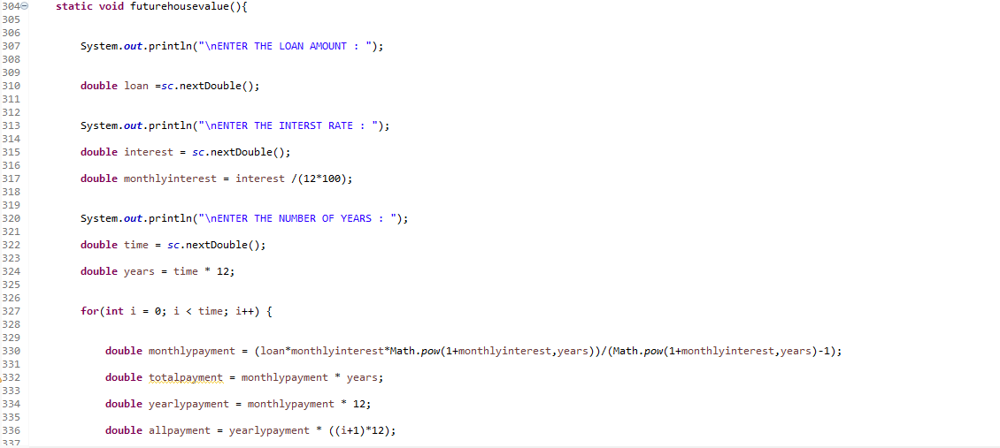 304 static void futurehousevalue(){
305
306
307 System.out.println("\nENTER THE LOAN AMOUNT : ");
308
309
310 double loan =sc.nextDouble();
311
312
313 System.out.println("\nENTER THE INTERST RATE : ");
314
315 double interest = sc.nextDouble();
316
317 double monthlyinterest = interest /(12*100);
318
319
320 System.out.println("\nENTER THE NUMBER OF YEARS : ");
321
322 double time = sc.nextDouble();
323
324 double years = time * 12;
325
326
327 for(int i = 0; i < time; i++) {
328
329
330 double monthlypayment = (loan*monthlyinterest*Math.pow(1+monthlyinterest,years))/(Math.pow(1+monthlyinterest,years)-1);
331
332 double totalpayment = monthlypayment * years;
333
334 double yearlypayment = monthlypayment * 12;
335
336 double allpayment = yearlypayment * ((i+1)*12);
337